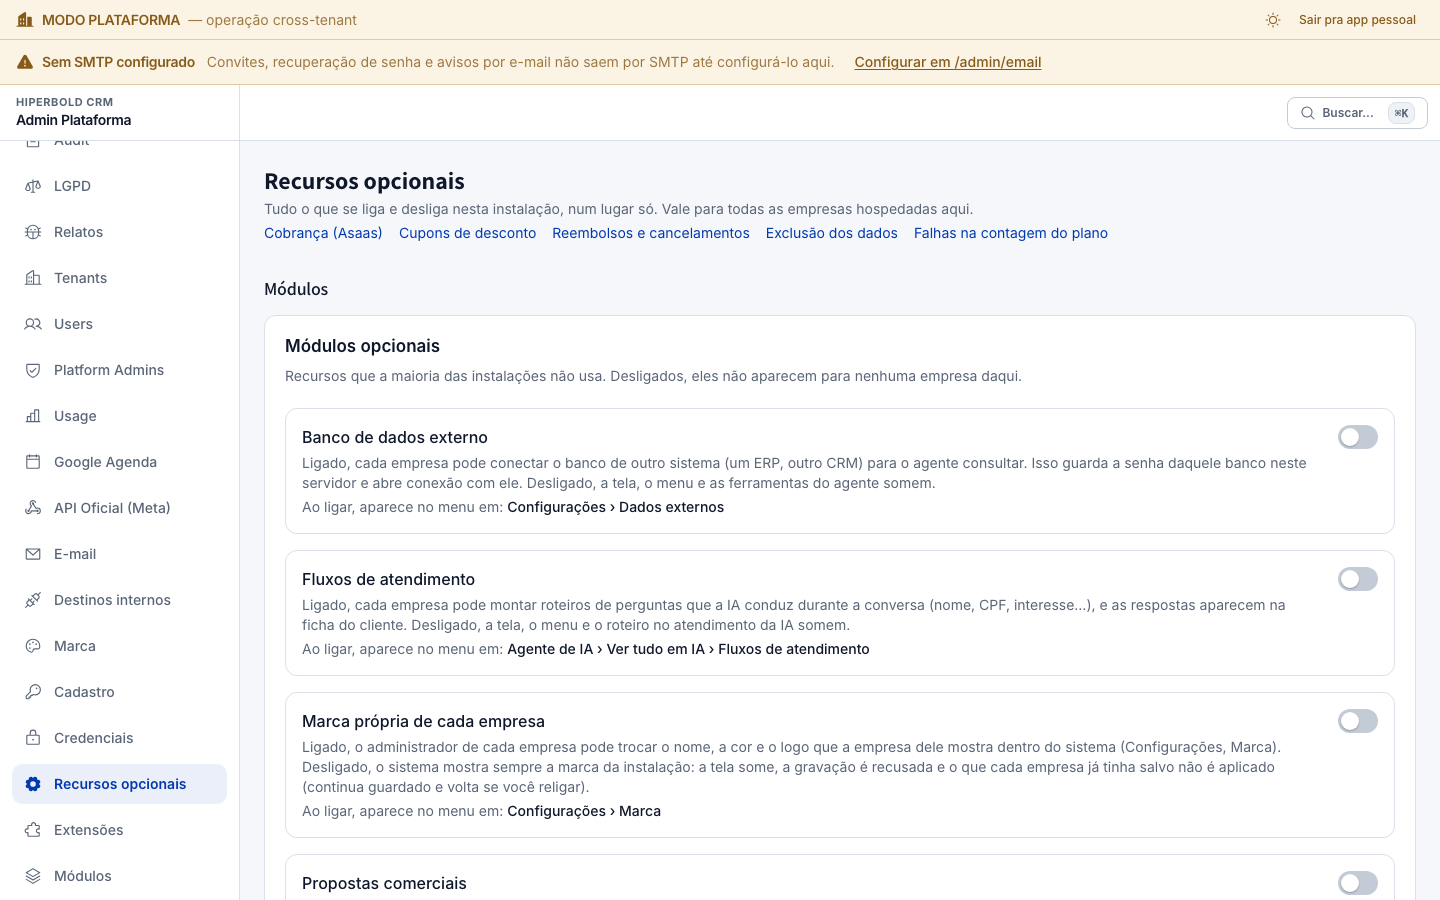 MODO PLATAFORMA — operação cross-tenant
Sair pra app pessoal
Sem SMTP configurado Convites, recuperação de senha e avisos por e-mail não saem por SMTP até configurá-lo aqui. Configurar em /admin/email
HIPERBOLD CRM
Admin Plataforma
Buscar... ⌘K
Audit
LGPD
Relatos
Tenants
Users
Platform Admins
Usage
Google Agenda
API Oficial (Meta)
E-mail
Destinos internos
Marca
Cadastro
Credenciais
Recursos opcionais
Extensões
Módulos
Recursos opcionais
Tudo o que se liga e desliga nesta instalação, num lugar só. Vale para todas as empresas hospedadas aqui.
Cobrança (Asaas) Cupons de desconto Reembolsos e cancelamentos Exclusão dos dados Falhas na contagem do plano
Módulos
Módulos opcionais
Recursos que a maioria das instalações não usa. Desligados, eles não aparecem para nenhuma empresa daqui.
Banco de dados externo
Ligado, cada empresa pode conectar o banco de outro sistema (um ERP, outro CRM) para o agente consultar. Isso guarda a senha daquele banco neste
servidor e abre conexão com ele. Desligado, a tela, o menu e as ferramentas do agente somem.
Ao ligar, aparece no menu em: Configurações › Dados externos
Fluxos de atendimento
Ligado, cada empresa pode montar roteiros de perguntas que a IA conduz durante a conversa (nome, CPF, interesse...), e as respostas aparecem na
ficha do cliente. Desligado, a tela, o menu e o roteiro no atendimento da IA somem.
Ao ligar, aparece no menu em: Agente de IA › Ver tudo em IA › Fluxos de atendimento
Marca própria de cada empresa
Ligado, o administrador de cada empresa pode trocar o nome, a cor e o logo que a empresa dele mostra dentro do sistema (Configurações, Marca).
Desligado, o sistema mostra sempre a marca da instalação: a tela some, a gravação é recusada e o que cada empresa já tinha salvo não é aplicado
(continua guardado e volta se você religar).
Ao ligar, aparece no menu em: Configurações › Marca
Propostas comerciais